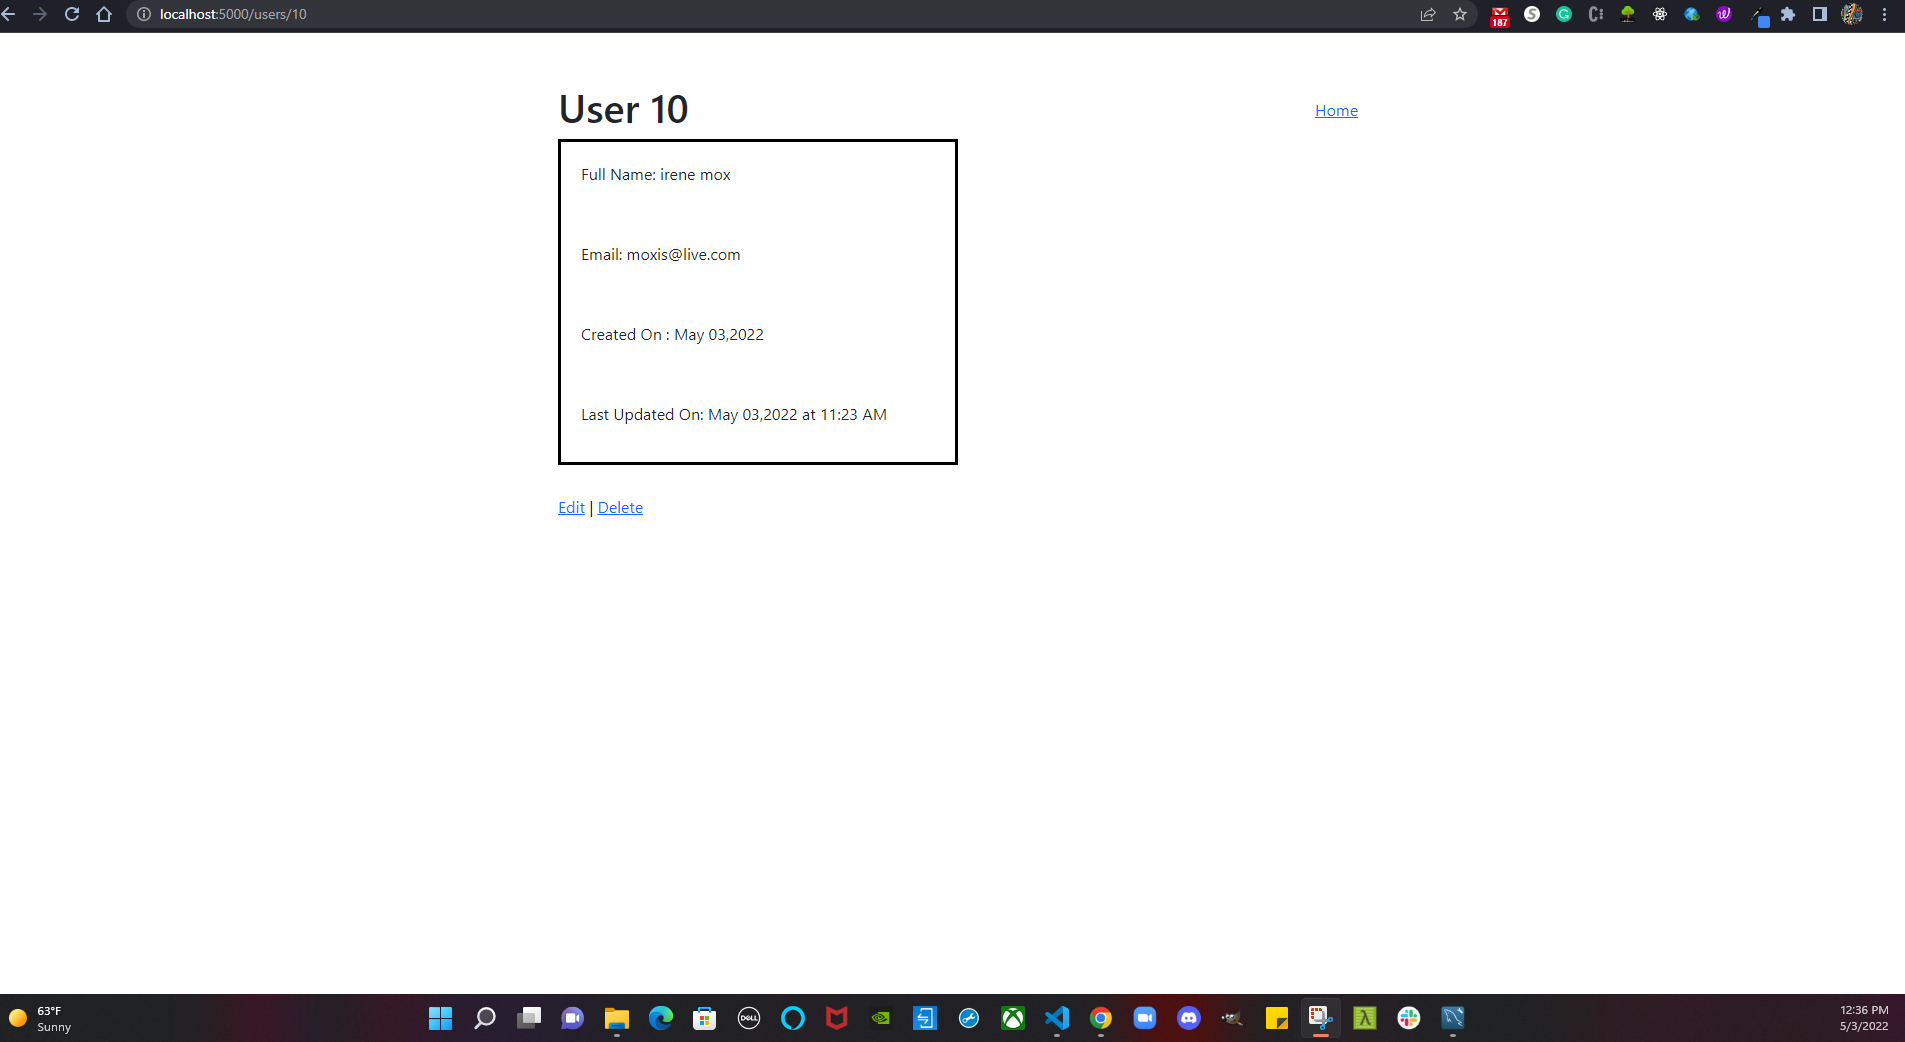 localhost:5000/users/10
187
User 10
Home
Full Name: irene mox
Email: moxis@live.com
Created On : May 03,2022
Last Updated On: May 03,2022 at 11:23 AM
Edit | Delete
63°F
Sunny
DELL
12:36 PM
5/3/2022